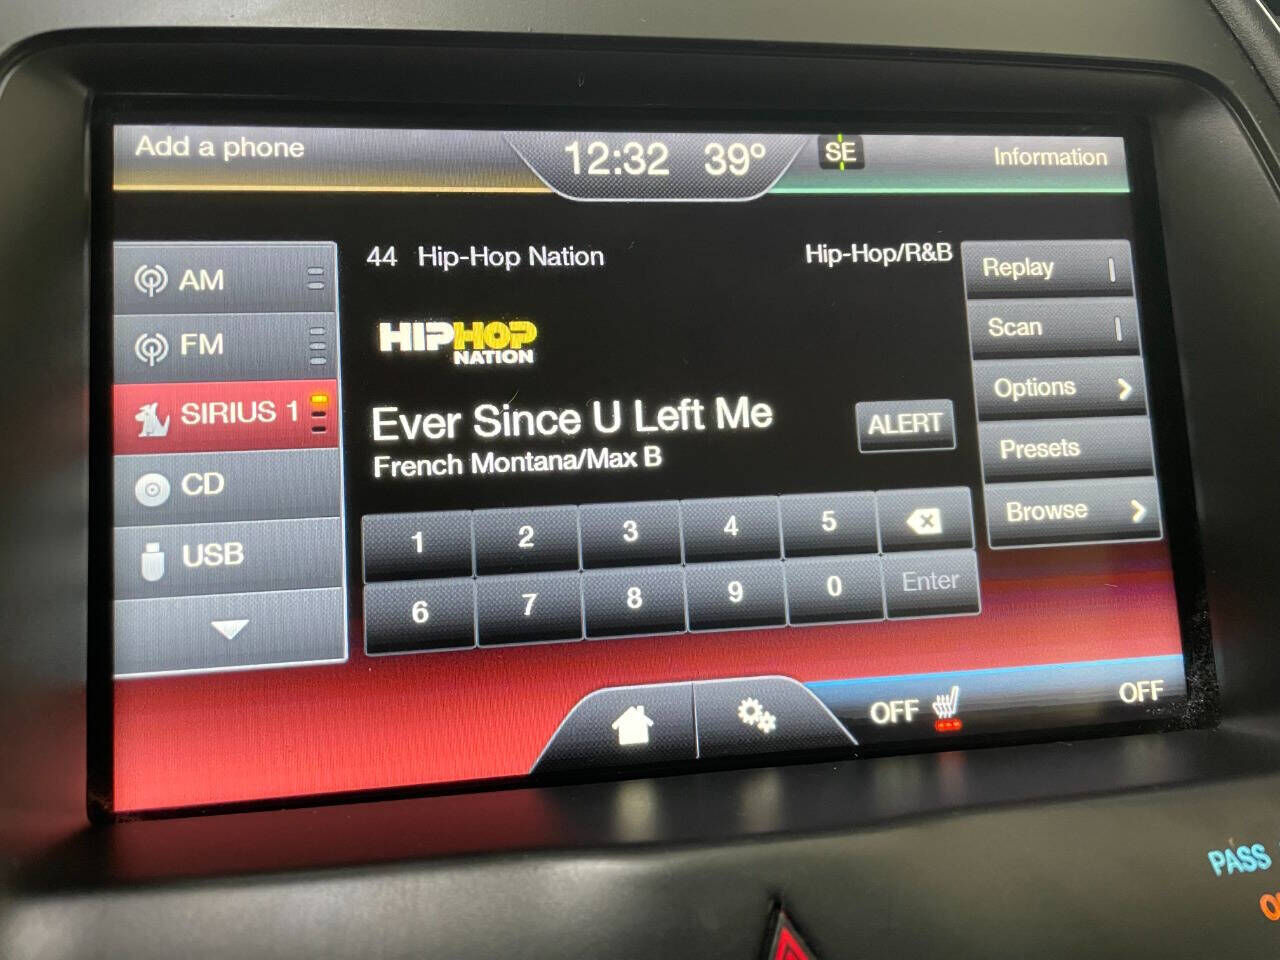 Add a phone
12:32 39°
SE
Information
AM
FM
SIRIUS 1
CD
USB
44 Hip-Hop Nation
Hip-Hop/R&B
HIPHOP
NATION
Ever Since U Left Me
French Montana/Max B
ALERT
1 2 3 4 5
6 7 8 9 0 Enter
Replay
Scan
Options
Presets
Browse
OFF
OFF
PASS